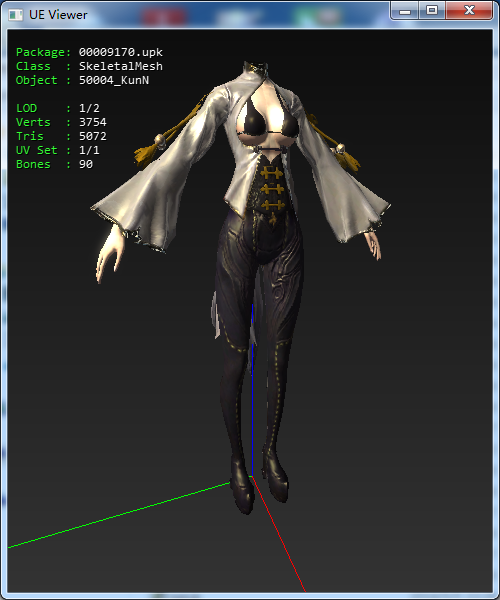 UE Viewer
Package: 00009170.upk
Class  : SkeletalMesh
Object : 50004_KunN
LOD    : 1/2
Verts  : 3754
Tris   : 5072
UV Set : 1/1
Bones  : 90